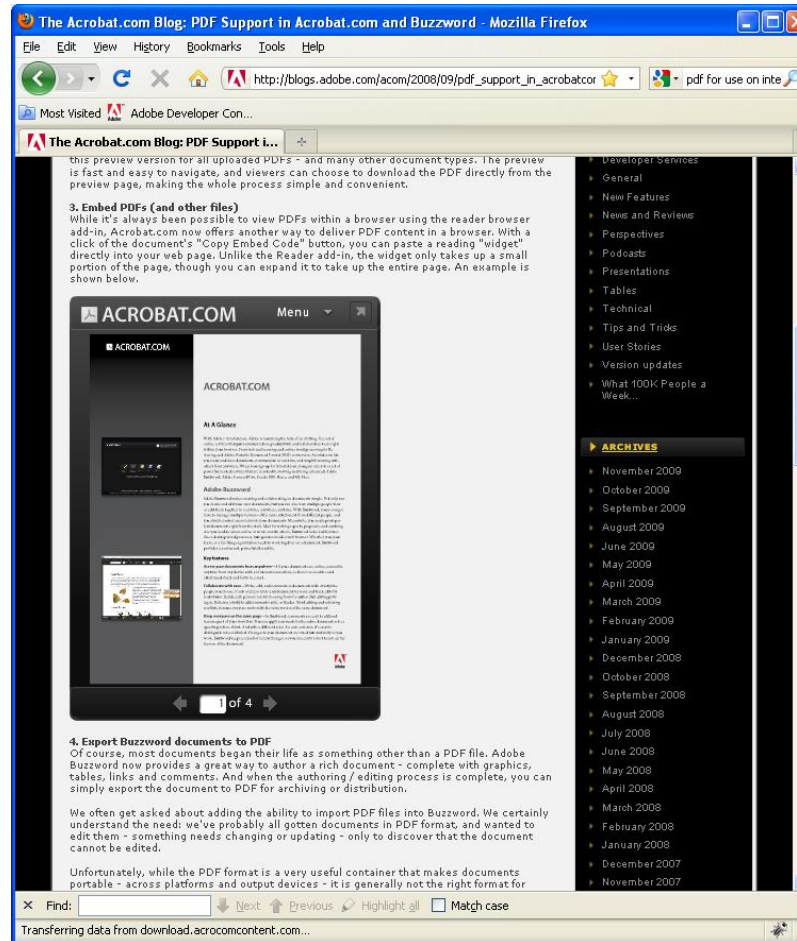 The Acrobat.com Blog: PDF Support in Acrobat.com and Buzzword - Mozilla Firefox
File Edit View History Bookmarks Tools Help
http://blogs.adobe.com/acom/2008/09/pdf_support_in_acrobatcor
pdf for use on inte
Most Visited Adobe Developer Con...
The Acrobat.com Blog: PDF Support i...
this preview version for all uploaded PDFs - and many other document types. The preview
is fast and easy to navigate, and viewers can choose to download the PDF directly from the
preview page, making the whole process simple and convenient.
3. Embed PDFs (and other files)
While it's always been possible to view PDFs within a browser using the reader browser
add-in, Acrobat.com now offers another way to deliver PDF content in a browser. With a
click of the document's "Copy Embed Code" button, you can paste a reading "widget"
directly into your web page. Unlike the Reader add-in, the widget only takes up a small
portion of the page, though you can expand it to take up the entire page. An example is
shown below.
ACROBAT.COM Menu
ACROBAT.COM
ACROBAT.COM
At A Glance
Adobe Buzzword
Key features
1 of 4
4. Export Buzzword documents to PDF
Of course, most documents began their life as something other than a PDF file. Adobe
Buzzword now provides a great way to author a rich document - complete with graphics,
tables, links and comments. And when the authoring / editing process is complete, you can
simply export the document to PDF for archiving or distribution.
We often get asked about adding the ability to import PDF files into Buzzword. We certainly
understand the need: we've probably all gotten documents in PDF format, and wanted to
edit them - something needs changing or updating - only to discover that the document
cannot be edited.
Unfortunately, while the PDF format is a very useful container that makes documents
portable - across platforms and output devices - it is generally not the right format for
Developer Services
General
New Features
News and Reviews
Perspectives
Podcasts
Presentations
Tables
Technical
Tips and Tricks
User Stories
Version updates
What 100K People a
Week...
ARCHIVES
November 2009
October 2009
September 2009
August 2009
June 2009
May 2009
April 2009
March 2009
February 2009
January 2009
December 2008
October 2008
September 2008
August 2008
July 2008
June 2008
May 2008
April 2008
March 2008
February 2008
January 2008
December 2007
November 2007
Find: Next Previous Highlight all Match case
Transferring data from download.acrocomcontent.com...